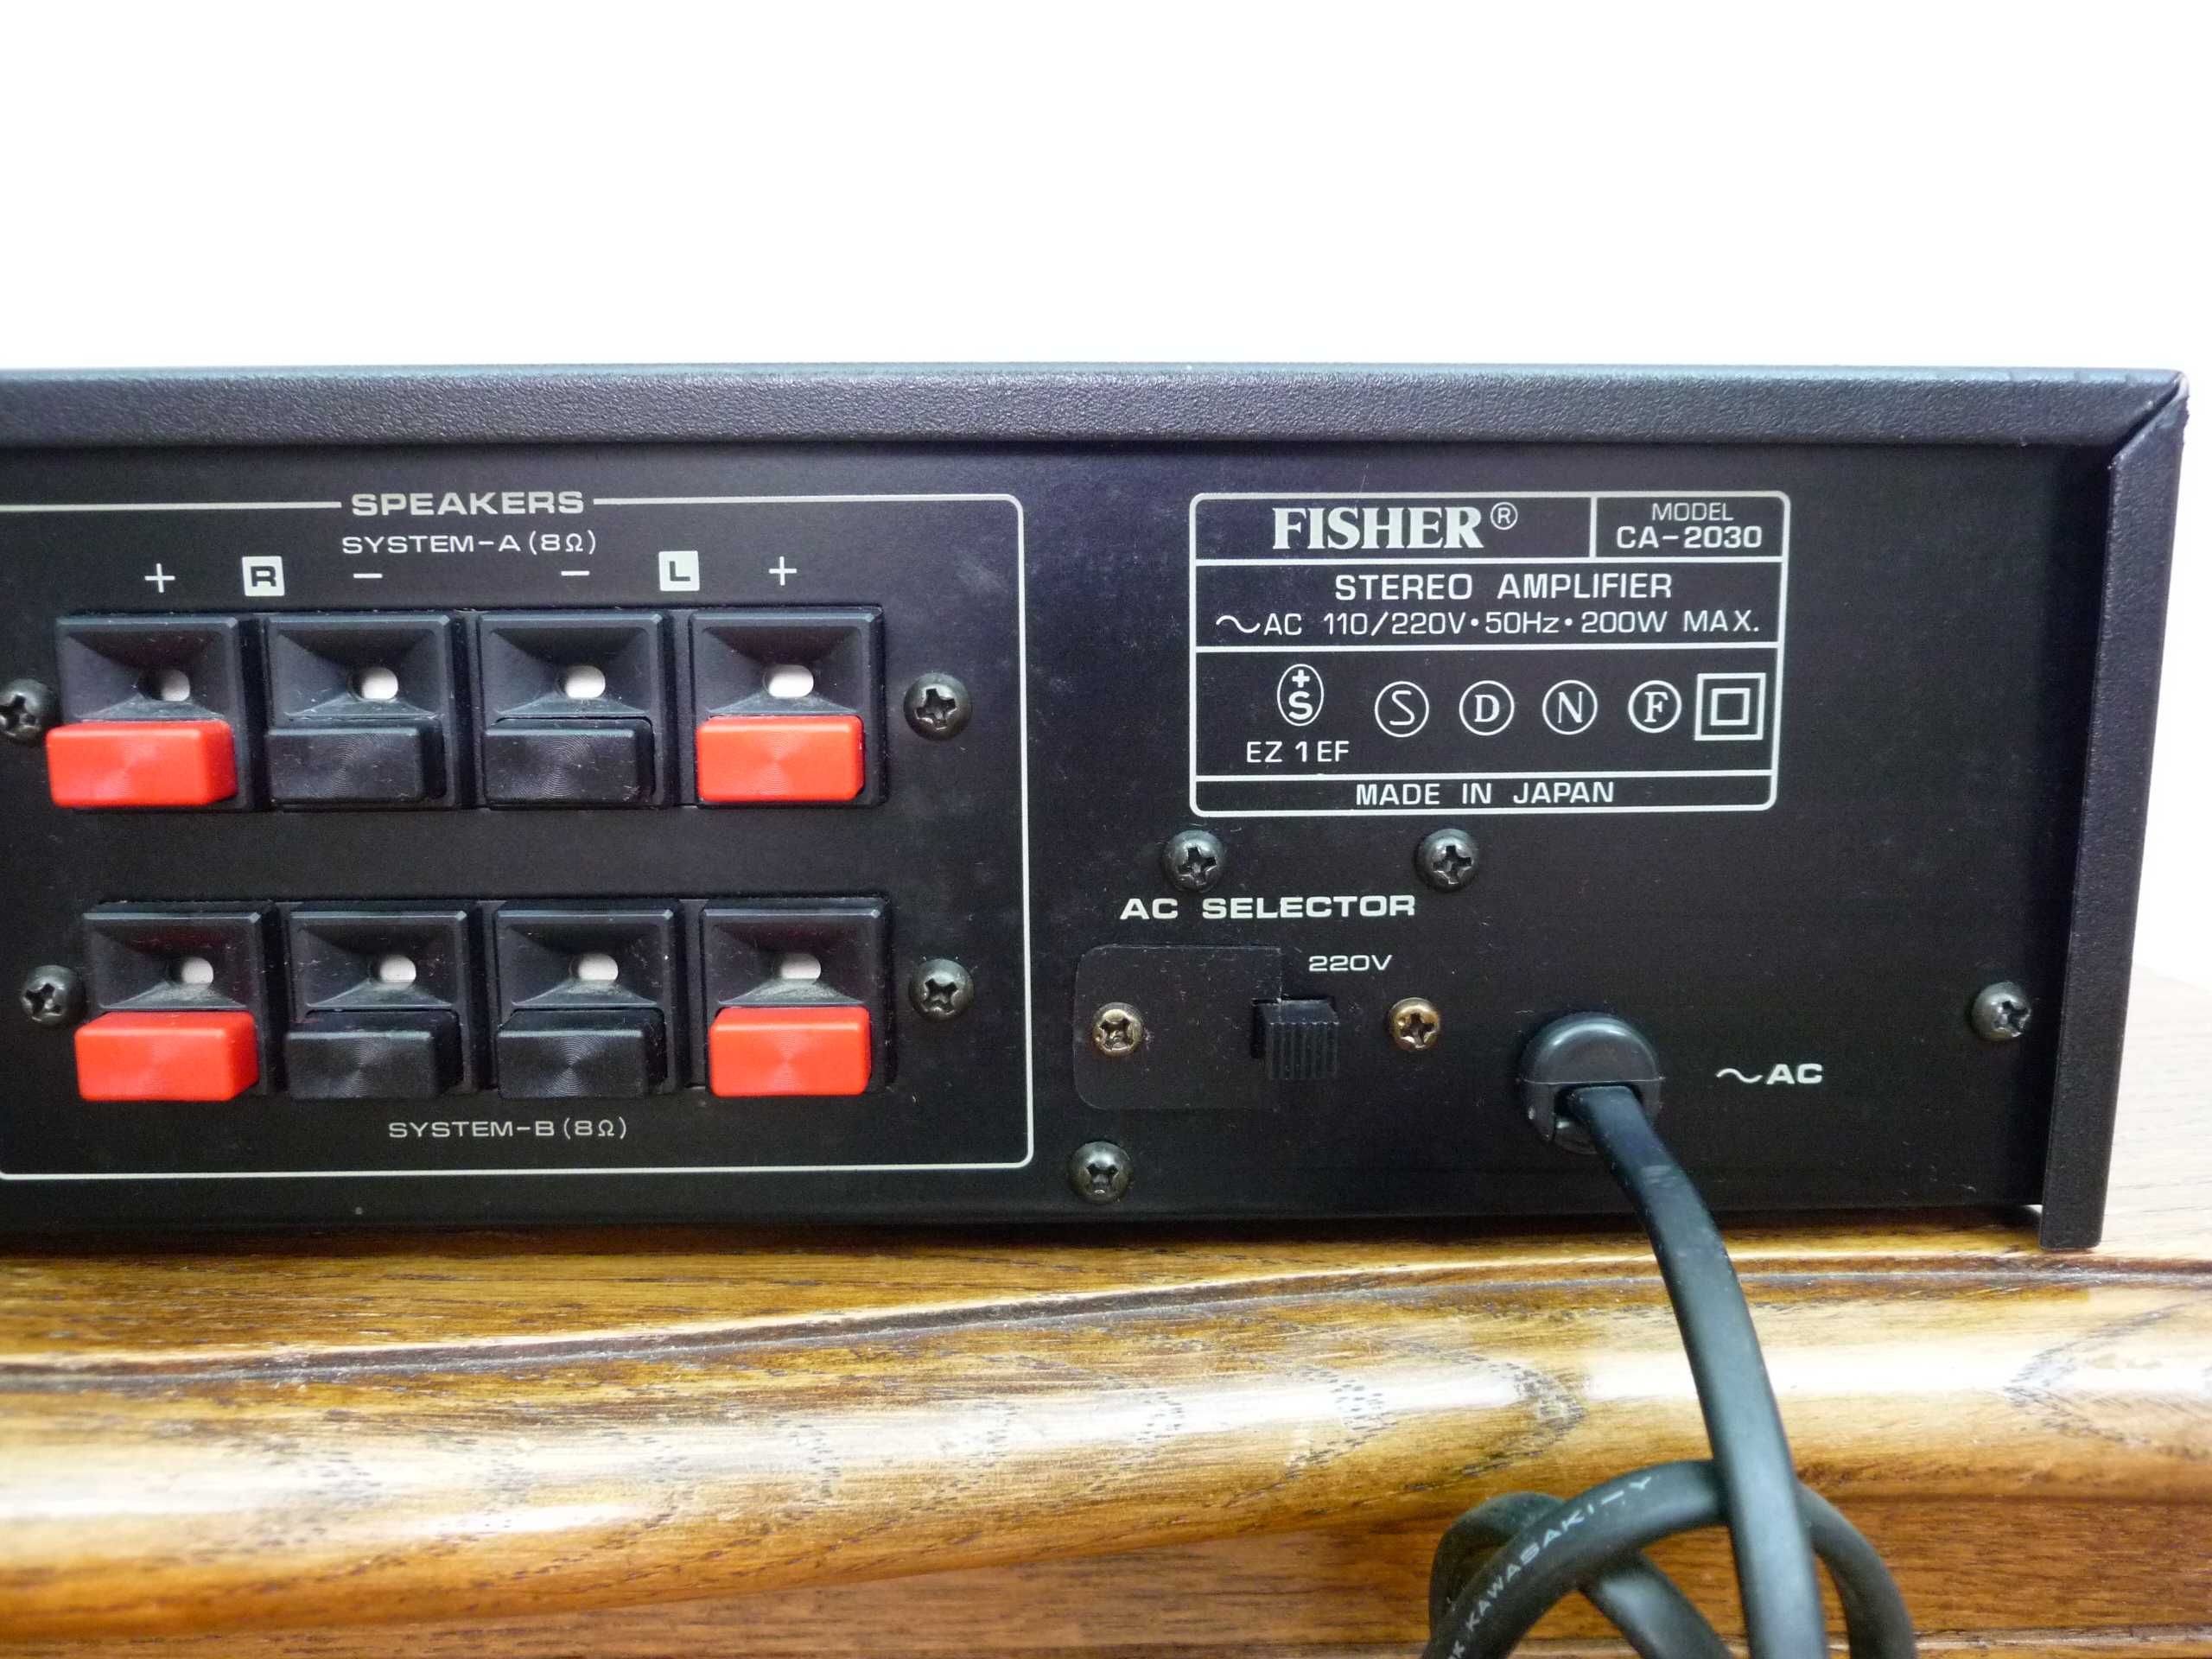 SPEAKERS
SYSTEM-A (8Ω)
+ R − − L +
SYSTEM-B (8Ω)
FISHER®
MODEL
CA-2030
STEREO AMPLIFIER
∼AC 110/220V•50Hz•200W MAX.
+S
S D N F
EZ 1 EF
MADE IN JAPAN
AC SELECTOR
220V
∼AC
KAWASAKI-Y